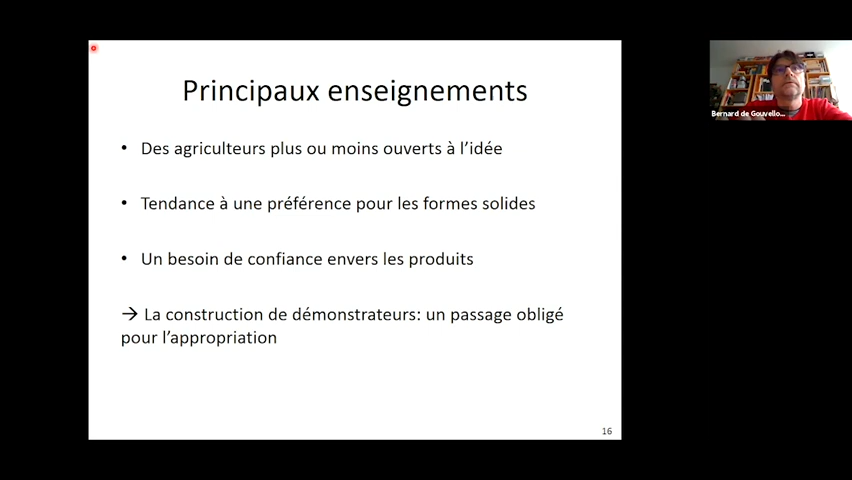 Principaux enseignements
• Des agriculteurs plus ou moins ouverts à l’idée
• Tendance à une préférence pour les formes solides
• Un besoin de confiance envers les produits
→ La construction de démonstrateurs: un passage obligé
pour l’appropriation
16
Bernard de Gouvello...